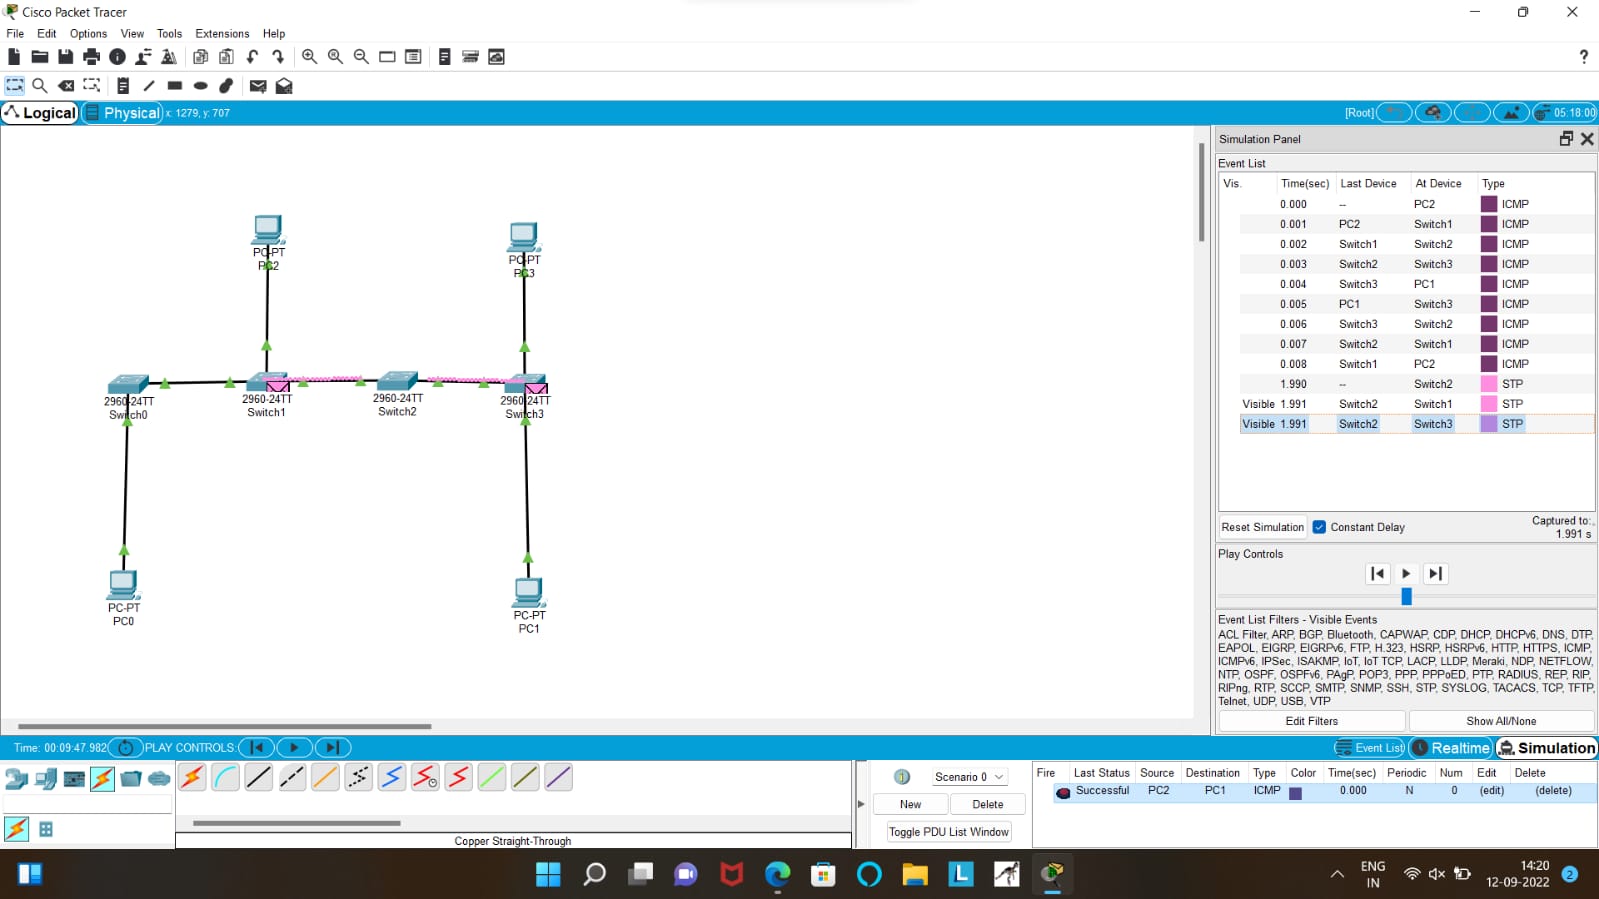 Cisco Packet Tracer
File Edit Options View Tools Extensions Help
?
Logical Physical x: 1279, y: 707 [Root] 05:18:00
Simulation Panel
Event List
Vis. Time(sec) Last Device At Device Type
0.000 -- PC2 ICMP
0.001 PC2 Switch1 ICMP
0.002 Switch1 Switch2 ICMP
0.003 Switch2 Switch3 ICMP
0.004 Switch3 PC1 ICMP
0.005 PC1 Switch3 ICMP
0.006 Switch3 Switch2 ICMP
0.007 Switch2 Switch1 ICMP
0.008 Switch1 PC2 ICMP
1.990 -- Switch2 STP
Visible 1.991 Switch2 Switch1 STP
Visible 1.991 Switch2 Switch3 STP
Reset Simulation Constant Delay Captured to:
1.991 s
Play Controls
Event List Filters - Visible Events
ACL Filter, ARP, BGP, Bluetooth, CAPWAP, CDP, DHCP, DHCPv6, DNS, DTP,
EAPOL, EIGRP, EIGRPv6, FTP, H.323, HSRP, HSRPv6, HTTP, HTTPS, ICMP,
ICMPv6, IPSec, ISAKMP, IoT, IoT TCP, LACP, LLDP, Meraki, NDP, NETFLOW,
NTP, OSPF, OSPFv6, PAgP, POP3, PPP, PPPoED, PTP, RADIUS, REP, RIP,
RIPng, RTP, SCCP, SMTP, SNMP, SSH, STP, SYSLOG, TACACS, TCP, TFTP,
Telnet, UDP, USB, VTP
Edit Filters Show All/None
PC-PT
PC2
PC-PT
PC3
2960-24TT
Switch0
2960-24TT
Switch1
2960-24TT
Switch2
2960-24TT
Switch3
PC-PT
PC0
PC-PT
PC1
Time: 00:09:47.982 PLAY CONTROLS: Event List Realtime Simulation
Copper Straight-Through
Scenario 0
New Delete
Toggle PDU List Window
Fire Last Status Source Destination Type Color Time(sec) Periodic Num Edit Delete
Successful PC2 PC1 ICMP 0.000 N 0 (edit) (delete)
L
ENG
IN
14:20
12-09-2022
2